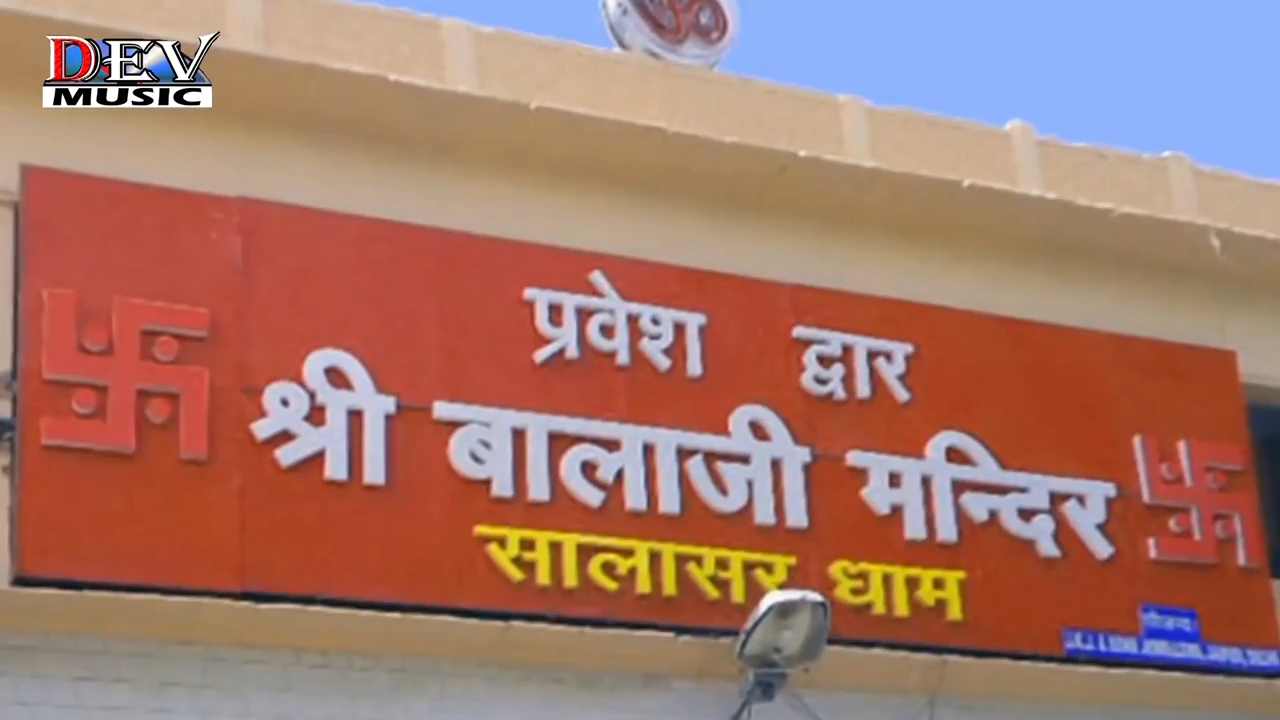 DEV
MUSIC
प्रवेश द्वार
श्री बालाजी मन्दिर
सालासर धाम